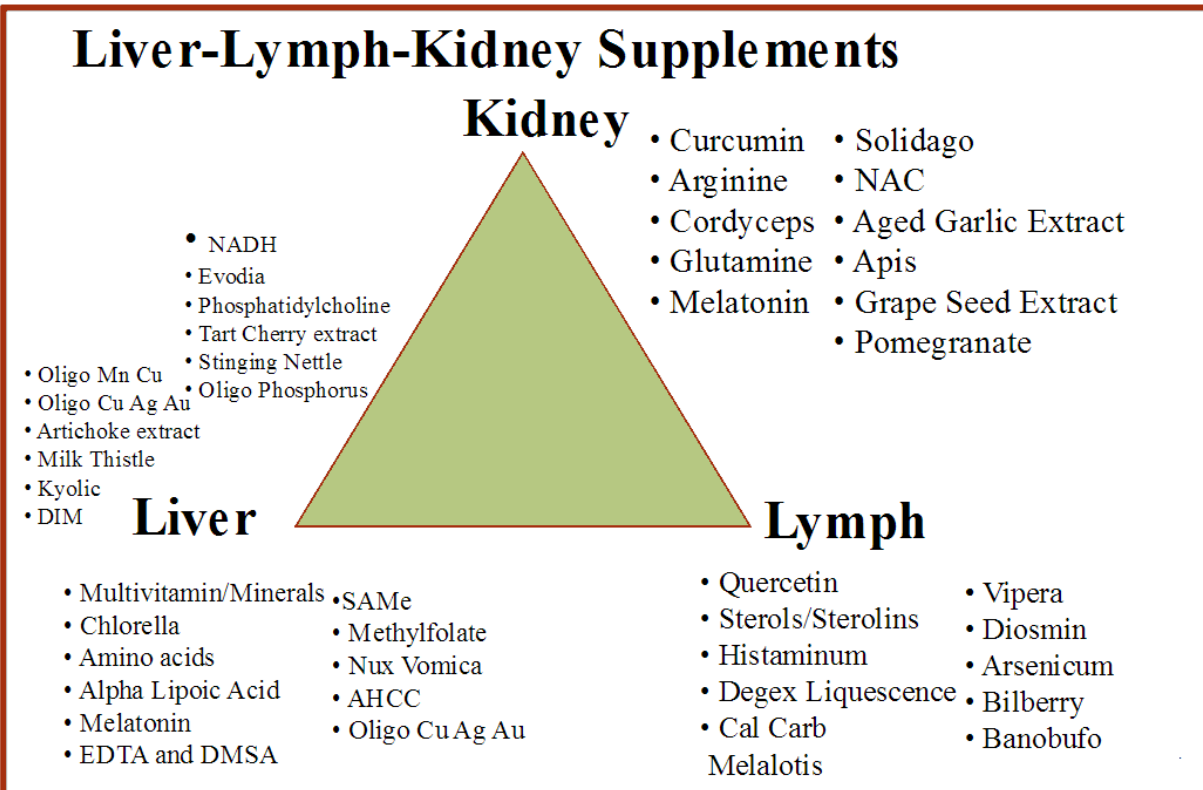 Liver-Lymph-Kidney Supplements
Kidney
• Curcumin
• Arginine
• Cordyceps
• Glutamine
• Melatonin
• Solidago
• NAC
• Aged Garlic Extract
• Apis
• Grape Seed Extract
• Pomegranate
• NADH
• Evodia
• Phosphatidylcholine
• Tart Cherry extract
• Stinging Nettle
• Oligo Phosphorus
• Oligo Mn Cu
• Oligo Cu Ag Au
• Artichoke extract
• Milk Thistle
• Kyolic
• DIM
Liver
• Multivitamin/Minerals
• Chlorella
• Amino acids
• Alpha Lipoic Acid
• Melatonin
• EDTA and DMSA
•SAMe
• Methylfolate
• Nux Vomica
• AHCC
• Oligo Cu Ag Au
Lymph
• Quercetin
• Sterols/Sterolins
• Histaminum
• Degex Liquescence
• Cal Carb
Melalotis
• Vipera
• Diosmin
• Arsenicum
• Bilberry
• Banobufo